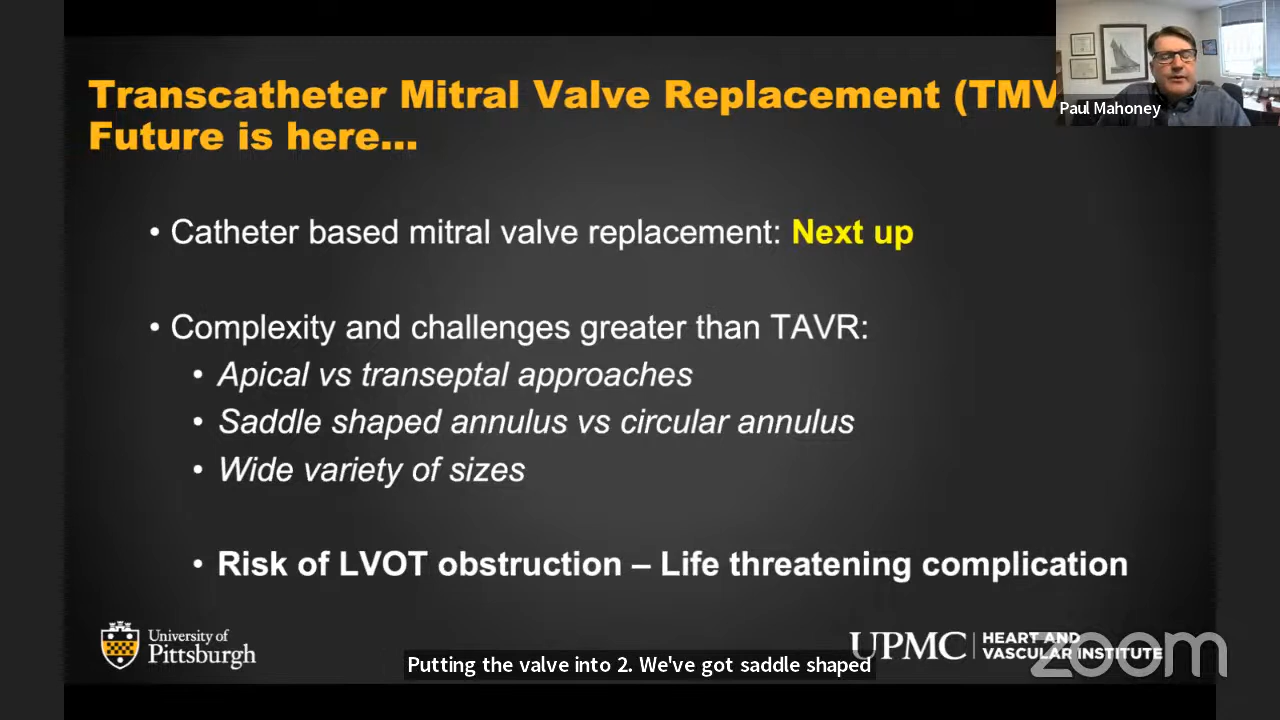 Transcatheter Mitral Valve Replacement (TMV
Future is here...
Paul Mahoney
• Catheter based mitral valve replacement: Next up
• Complexity and challenges greater than TAVR:
• Apical vs transeptal approaches
• Saddle shaped annulus vs circular annulus
• Wide variety of sizes
• Risk of LVOT obstruction – Life threatening complication
University of
Pittsburgh
UPMC
HEART AND
VASCULAR INSTITUTE
zoom
Putting the valve into 2. We've got saddle shaped